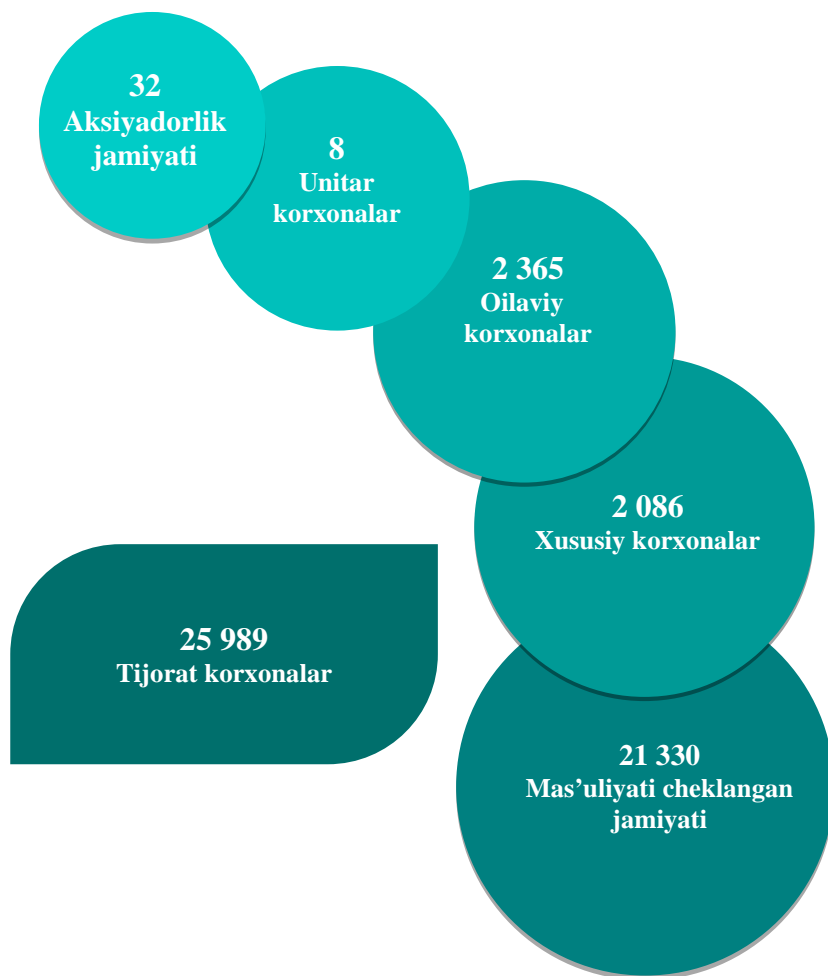 32
Aksiyadorlik
jamiyati
8
Unitar
korxonalar
2 365
Oilaviy
korxonalar
2 086
Xususiy korxonalar
25 989
Tijorat korxonalar
21 330
Mas’uliyati cheklangan
jamiyati